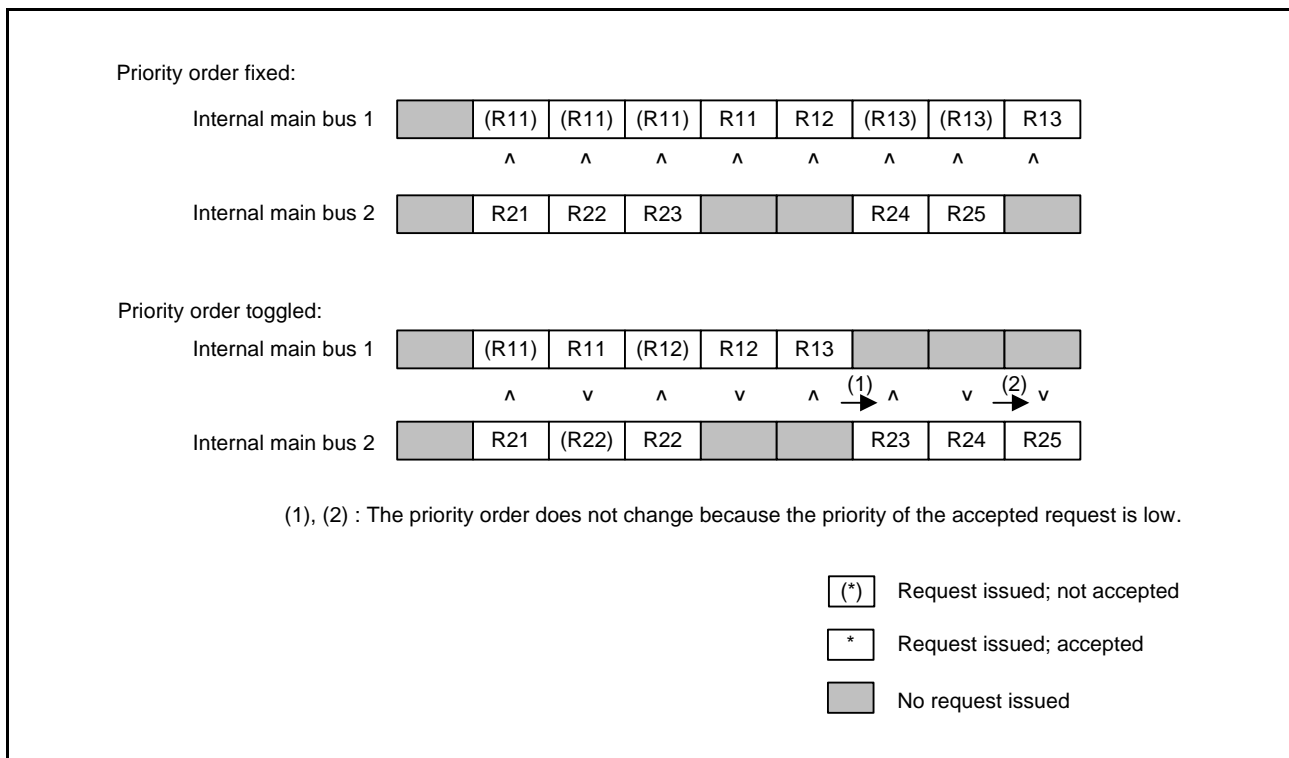 Priority order fixed:
Internal main bus 1 (R11) (R11) (R11) R11 R12 (R13) (R13) R13
^ ^ ^ ^ ^ ^ ^ ^
Internal main bus 2 R21 R22 R23 R24 R25
Priority order toggled:
Internal main bus 1 (R11) R11 (R12) R12 R13
^ v ^ v ^ (1) ^ v (2) v
Internal main bus 2 R21 (R22) R22 R23 R24 R25
(1), (2) : The priority order does not change because the priority of the accepted request is low.
(*) Request issued; not accepted
* Request issued; accepted
No request issued